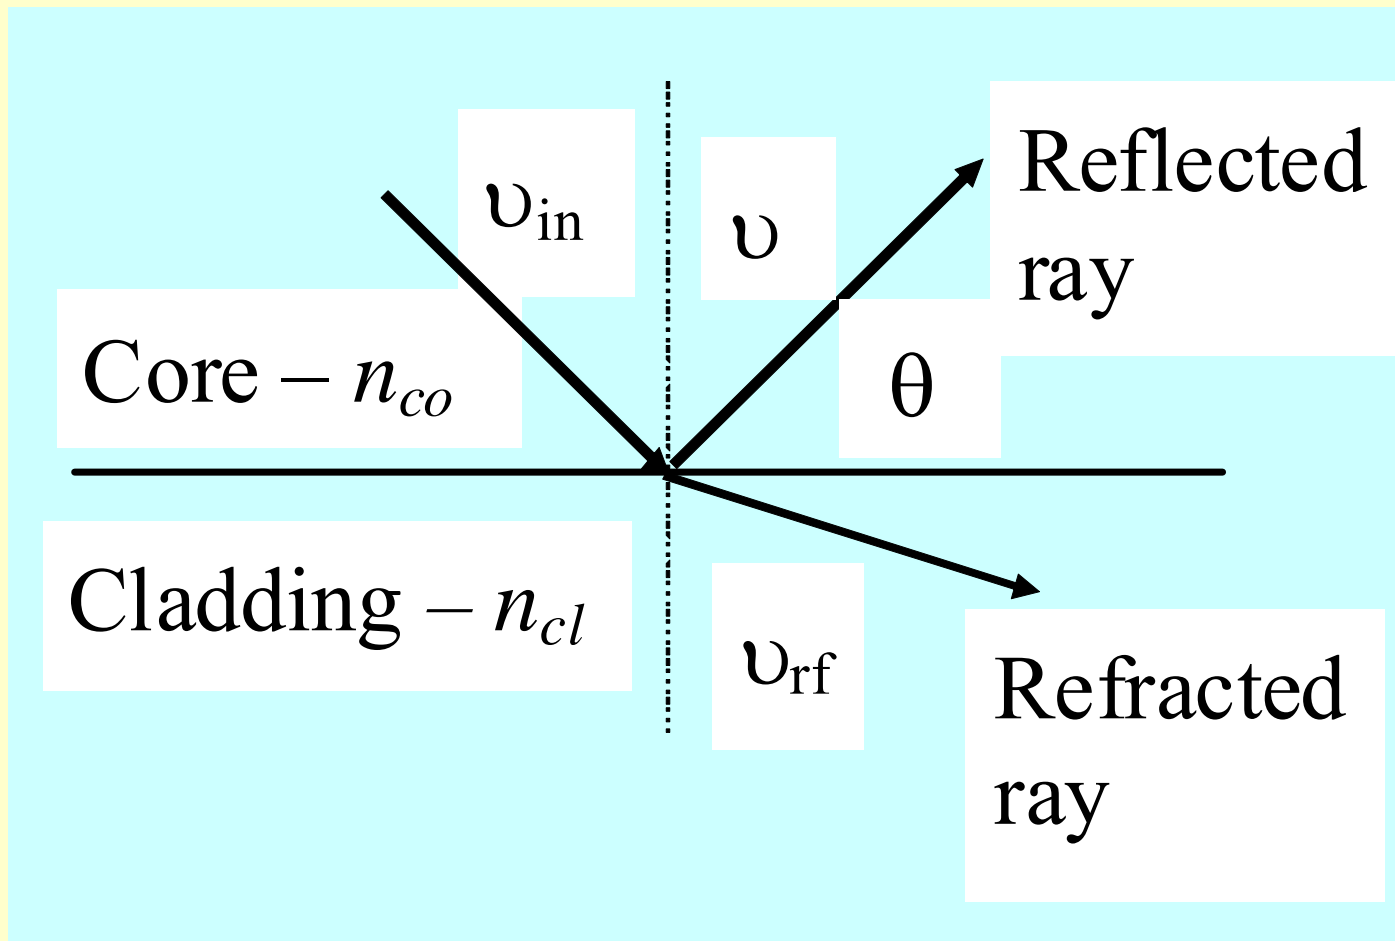 υin
υ
Reflected
ray
Core – nco
θ
Cladding – ncl
υrf
Refracted
ray